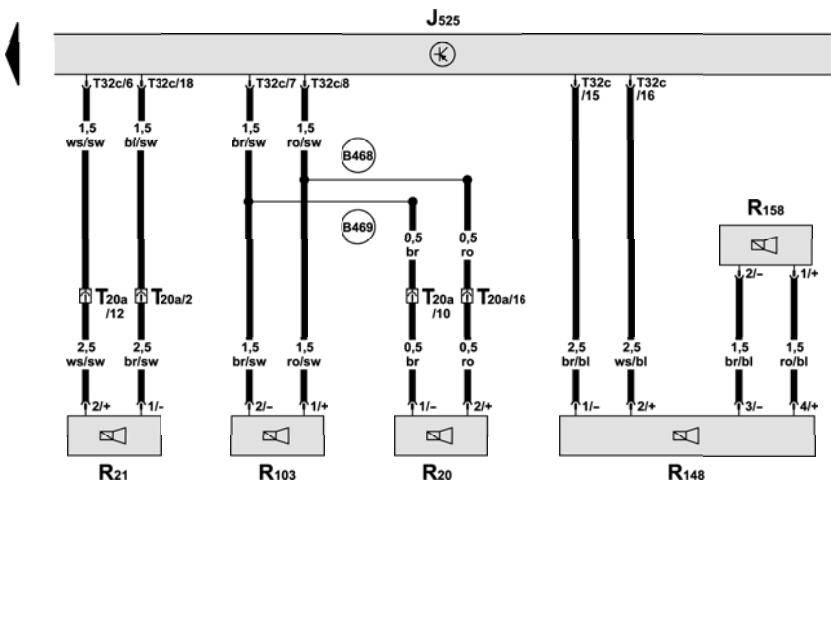 J525
T32c/6 T32c/18 T32c/7 T32c/8 T32c T32c
/15 /16
1,5 1,5 1,5 1,5
ws/sw bl/sw br/sw ro/sw
B468
B469
R158
0,5 0,5
br ro
2/– 1/+
T20a T20a/2 T20a T20a/16
/12 /10
2,5 2,5 1,5 1,5 0,5 0,5 2,5 2,5 1,5 1,5
ws/sw br/sw br/sw ro/sw br ro br/bl ws/bl br/bl ro/bl
2/+ 1/- 2/– 1/+ 1/– 2/+ 1/– 2/+ 3/– 4/+
R21 R103 R20 R148